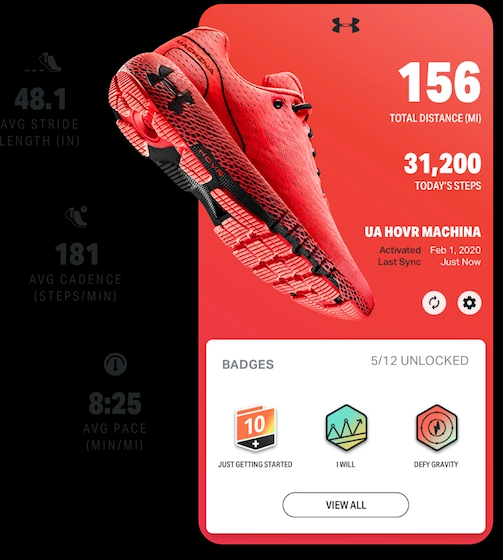 48.1
AVG STRIDE
LENGTH (IN)
181
AVG CADENCE
(STEPS/MIN)
8:25
AVG PACE
(MIN/MI)
MACHINA
HOVR
156
TOTAL DISTANCE (MI)
31,200
TODAY'S STEPS
UA HOVR MACHINA
Activated Feb 1, 2020
Last Sync Just Now
BADGES 5/12 UNLOCKED
10
+
JUST GETTING STARTED I WILL DEFY GRAVITY
VIEW ALL